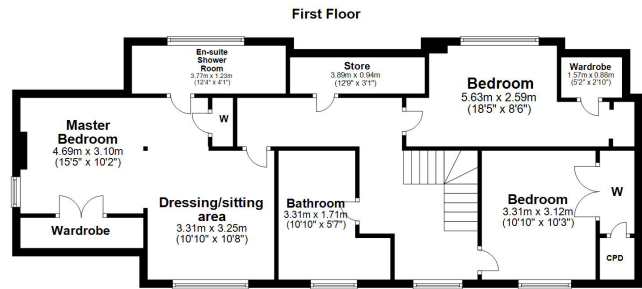 First Floor
En-suite
Shower
Room
3.77m x 1.23m
(12'4" x 4'1")
Store
3.89m x 0.94m
(12'9" x 3'1")
Bedroom
5.63m x 2.59m
(18'5" x 8'6")
Wardrobe
1.57m x 0.88m
(5'2" x 2'10")
Master
Bedroom
4.69m x 3.10m
(15'5" x 10'2")
W
Wardrobe
Dressing/sitting
area
3.31m x 3.25m
(10'10" x 10'8")
Bathroom
3.31m x 1.71m
(10'10" x 5'7")
Bedroom
3.31m x 3.12m
(10'10" x 10'3")
W
CPD